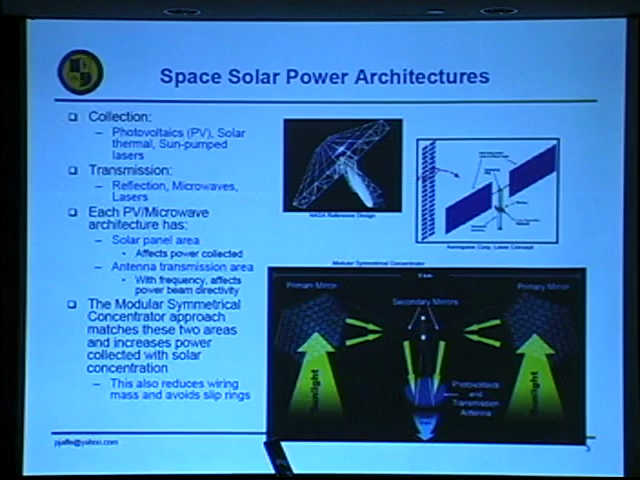 Space Solar Power Architectures
Collection:
– Photovoltaics (PV), Solar
thermal, Sun-pumped
lasers
Transmission:
– Reflection, Microwaves,
Lasers
Each PV/Microwave
architecture has:
– Solar panel area
• Affects power collected
– Antenna transmission area
• With frequency, affects
power beam directivity
The Modular Symmetrical
Concentrator approach
matches these two areas
and increases power
collected with solar
concentration
– This also reduces wiring
mass and avoids slip rings
NASA Reference Design
Aerospace Corp. Laser Concept
Modular Symmetrical Concentrator
Primary Mirror
Secondary Mirrors
Primary Mirror
Sunlight
Photovoltaics
and
Transmission
Antenna
Sunlight
pjaffe@yahoo.com